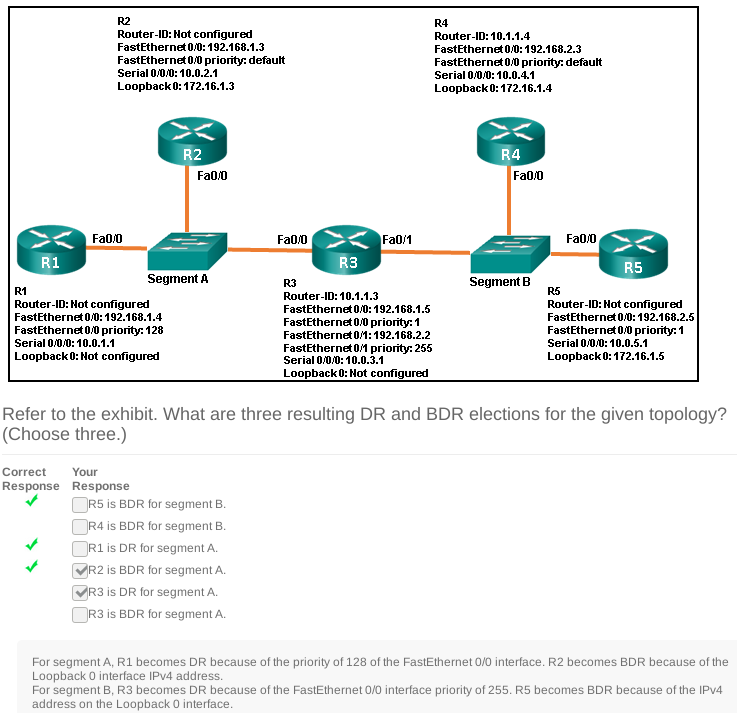 R2
Router-ID: Not configured
FastEthernet 0/0: 192.168.1.3
FastEthernet 0/0 priority: default
Serial 0/0/0: 10.0.2.1
Loopback 0: 172.16.1.3
R4
Router-ID: 10.1.1.4
FastEthernet 0/0: 192.168.2.3
FastEthernet 0/0 priority: default
Serial 0/0/0: 10.0.4.1
Loopback 0: 172.16.1.4
R2
Fa0/0
R4
Fa0/0
R1
Fa0/0
Segment A
Fa0/0
R3
Fa0/1
Segment B
Fa0/0
R5
R1
Router-ID: Not configured
FastEthernet 0/0: 192.168.1.4
FastEthernet 0/0 priority: 128
Serial 0/0/0: 10.0.1.1
Loopback 0: Not configured
R3
Router-ID: 10.1.1.3
FastEthernet 0/0: 192.168.1.5
FastEthernet 0/0 priority: 1
FastEthernet 0/1: 192.168.2.2
FastEthernet 0/1 priority: 255
Serial 0/0/0: 10.0.3.1
Loopback 0: Not configured
R5
Router-ID: Not configured
FastEthernet 0/0: 192.168.2.5
FastEthernet 0/0 priority: 1
Serial 0/0/0: 10.0.5.1
Loopback 0: 172.16.1.5
Refer to the exhibit. What are three resulting DR and BDR elections for the given topology?
(Choose three.)
Correct Response
Your Response
R5 is BDR for segment B.
R4 is BDR for segment B.
R1 is DR for segment A.
R2 is BDR for segment A.
R3 is DR for segment A.
R3 is BDR for segment A.
For segment A, R1 becomes DR because of the priority of 128 of the FastEthernet 0/0 interface. R2 becomes BDR because of the
Loopback 0 interface IPv4 address.
For segment B, R3 becomes DR because of the FastEthernet 0/0 interface priority of 255. R5 becomes BDR because of the IPv4
address on the Loopback 0 interface.